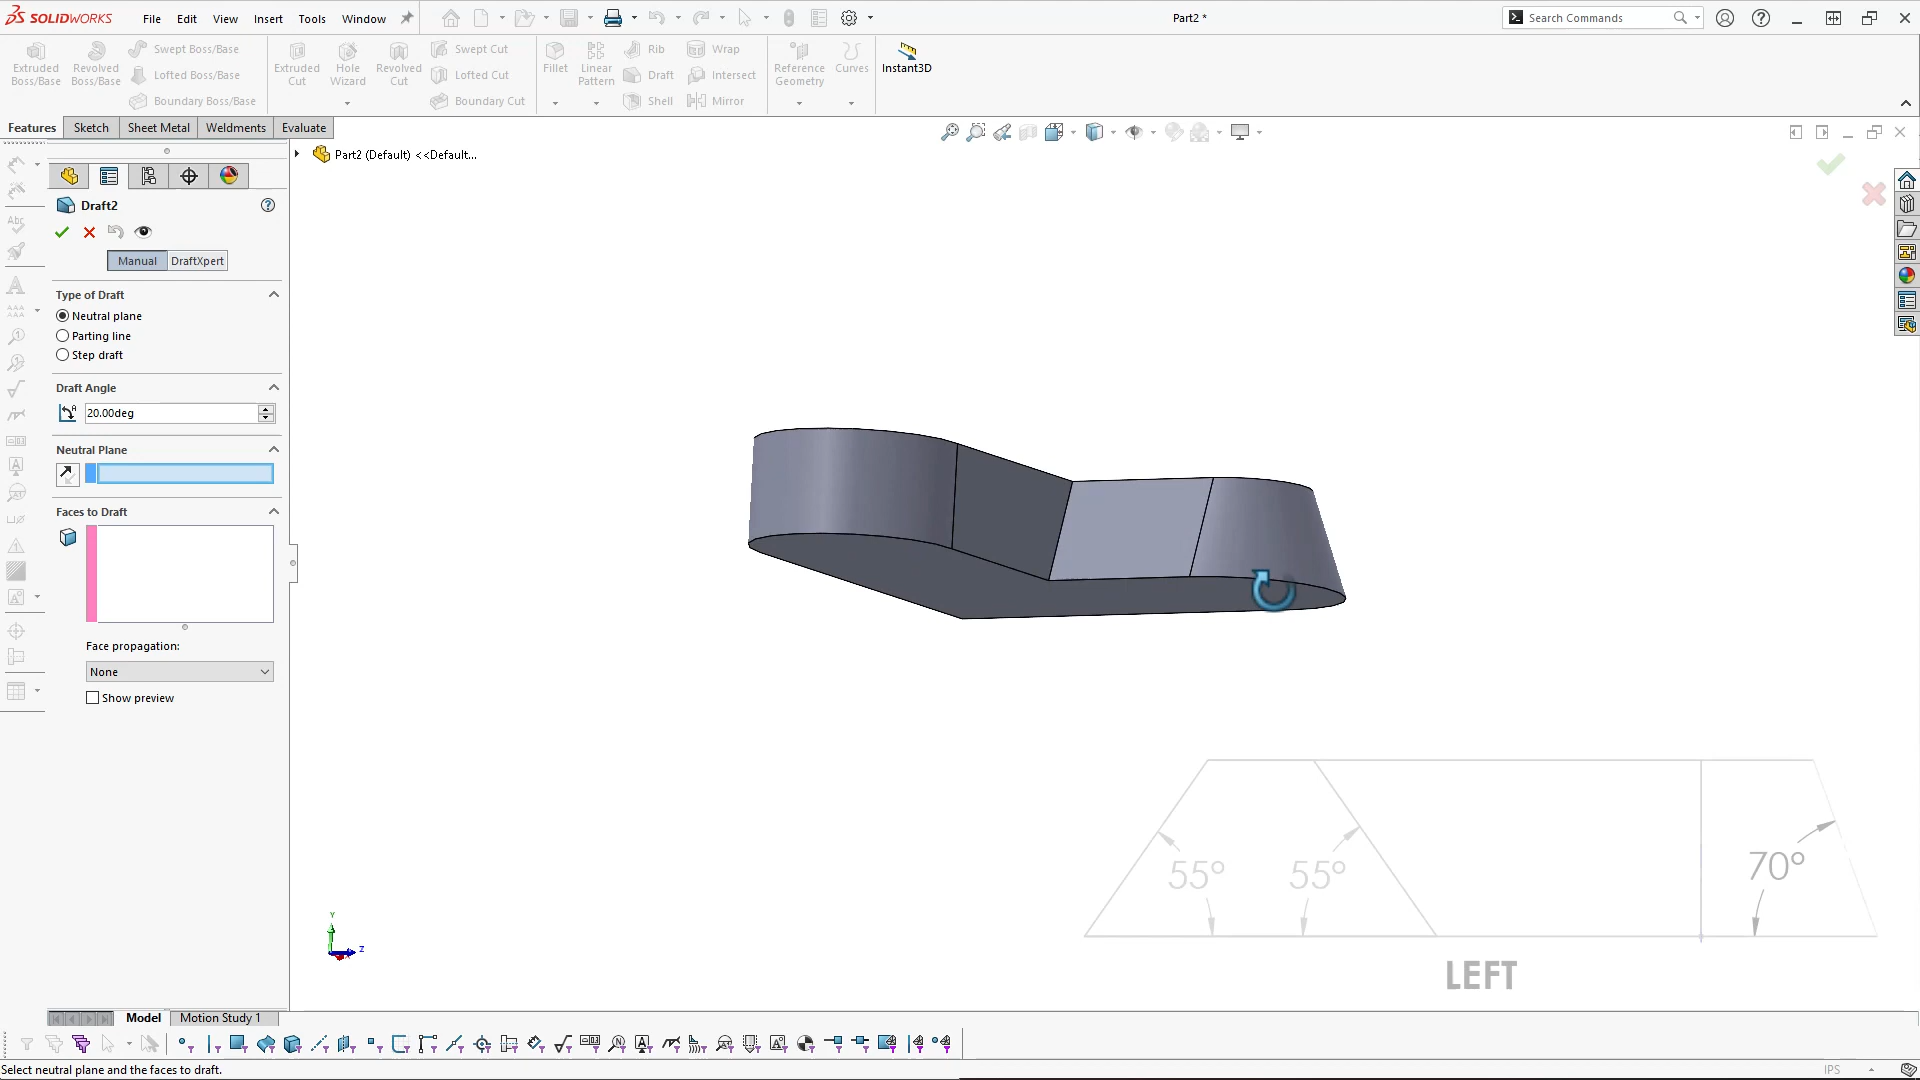 SOLIDWORKS File Edit View Insert Tools Window Part2 * Search Commands
Extruded Boss/Base
Revolved Boss/Base
Swept Boss/Base
Lofted Boss/Base
Boundary Boss/Base
Extruded Cut
Hole Wizard
Revolved Cut
Swept Cut
Lofted Cut
Boundary Cut
Fillet
Linear Pattern
Rib
Draft
Shell
Wrap
Intersect
Mirror
Reference Geometry
Curves
Instant3D
Features Sketch Sheet Metal Weldments Evaluate
Part2 (Default) <<Default...
Draft2
Manual DraftXpert
Type of Draft
Neutral plane
Parting line
Step draft
Draft Angle
20.00deg
Neutral Plane
Faces to Draft
Face propagation:
None
Show preview
55°
55°
70°
LEFT
Y
Z
Model Motion Study 1
Select neutral plane and the faces to draft.
IPS